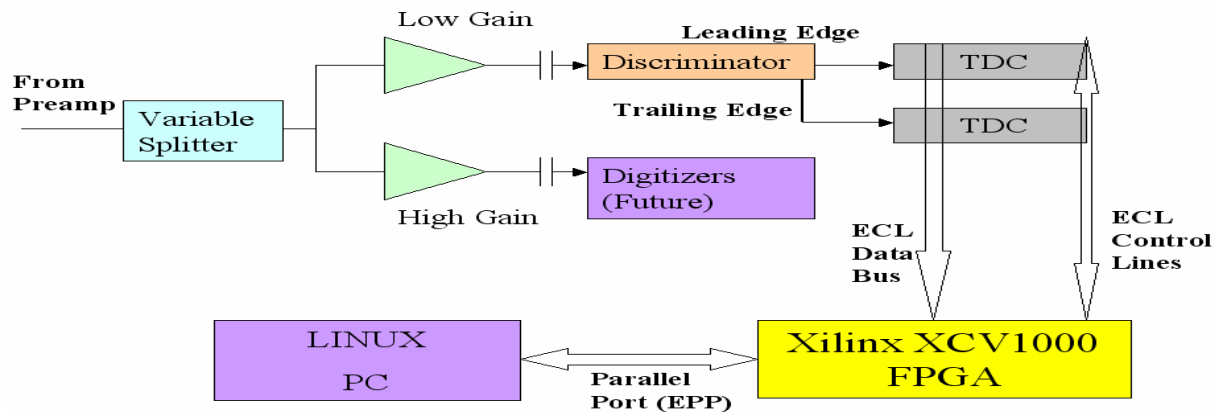 Low Gain
From
Preamp
Variable
Splitter
High Gain
Discriminator
Leading Edge
Trailing Edge
TDC
TDC
Digitizers
(Future)
ECL
Data
Bus
ECL
Control
Lines
LINUX
PC
Parallel
Port (EPP)
Xilinx XCV1000
FPGA